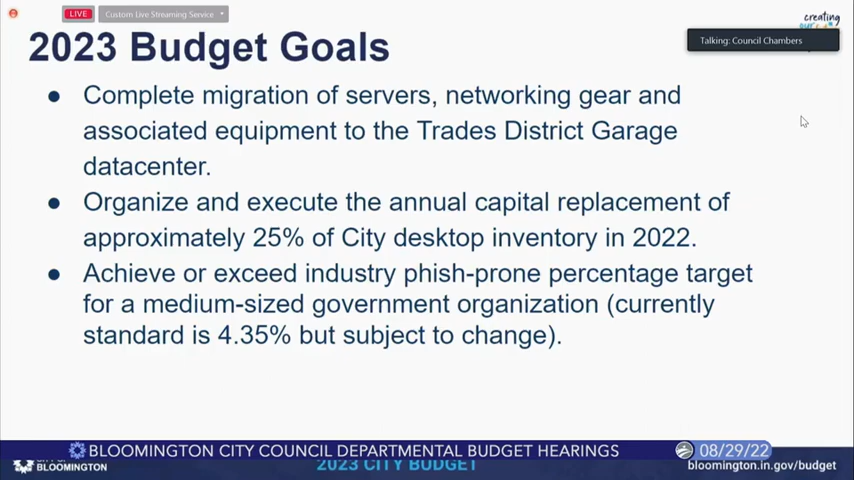 LIVE
Custom Live Streaming Service
creating
2023 Budget Goals
Talking: Council Chambers
● Complete migration of servers, networking gear and
associated equipment to the Trades District Garage
datacenter.
● Organize and execute the annual capital replacement of
approximately 25% of City desktop inventory in 2022.
● Achieve or exceed industry phish-prone percentage target
for a medium-sized government organization (currently
standard is 4.35% but subject to change).
BLOOMINGTON CITY COUNCIL DEPARTMENTAL BUDGET HEARINGS
08/29/22
BLOOMINGTON
2023 CITY BUDGET
bloomington.in.gov/budget